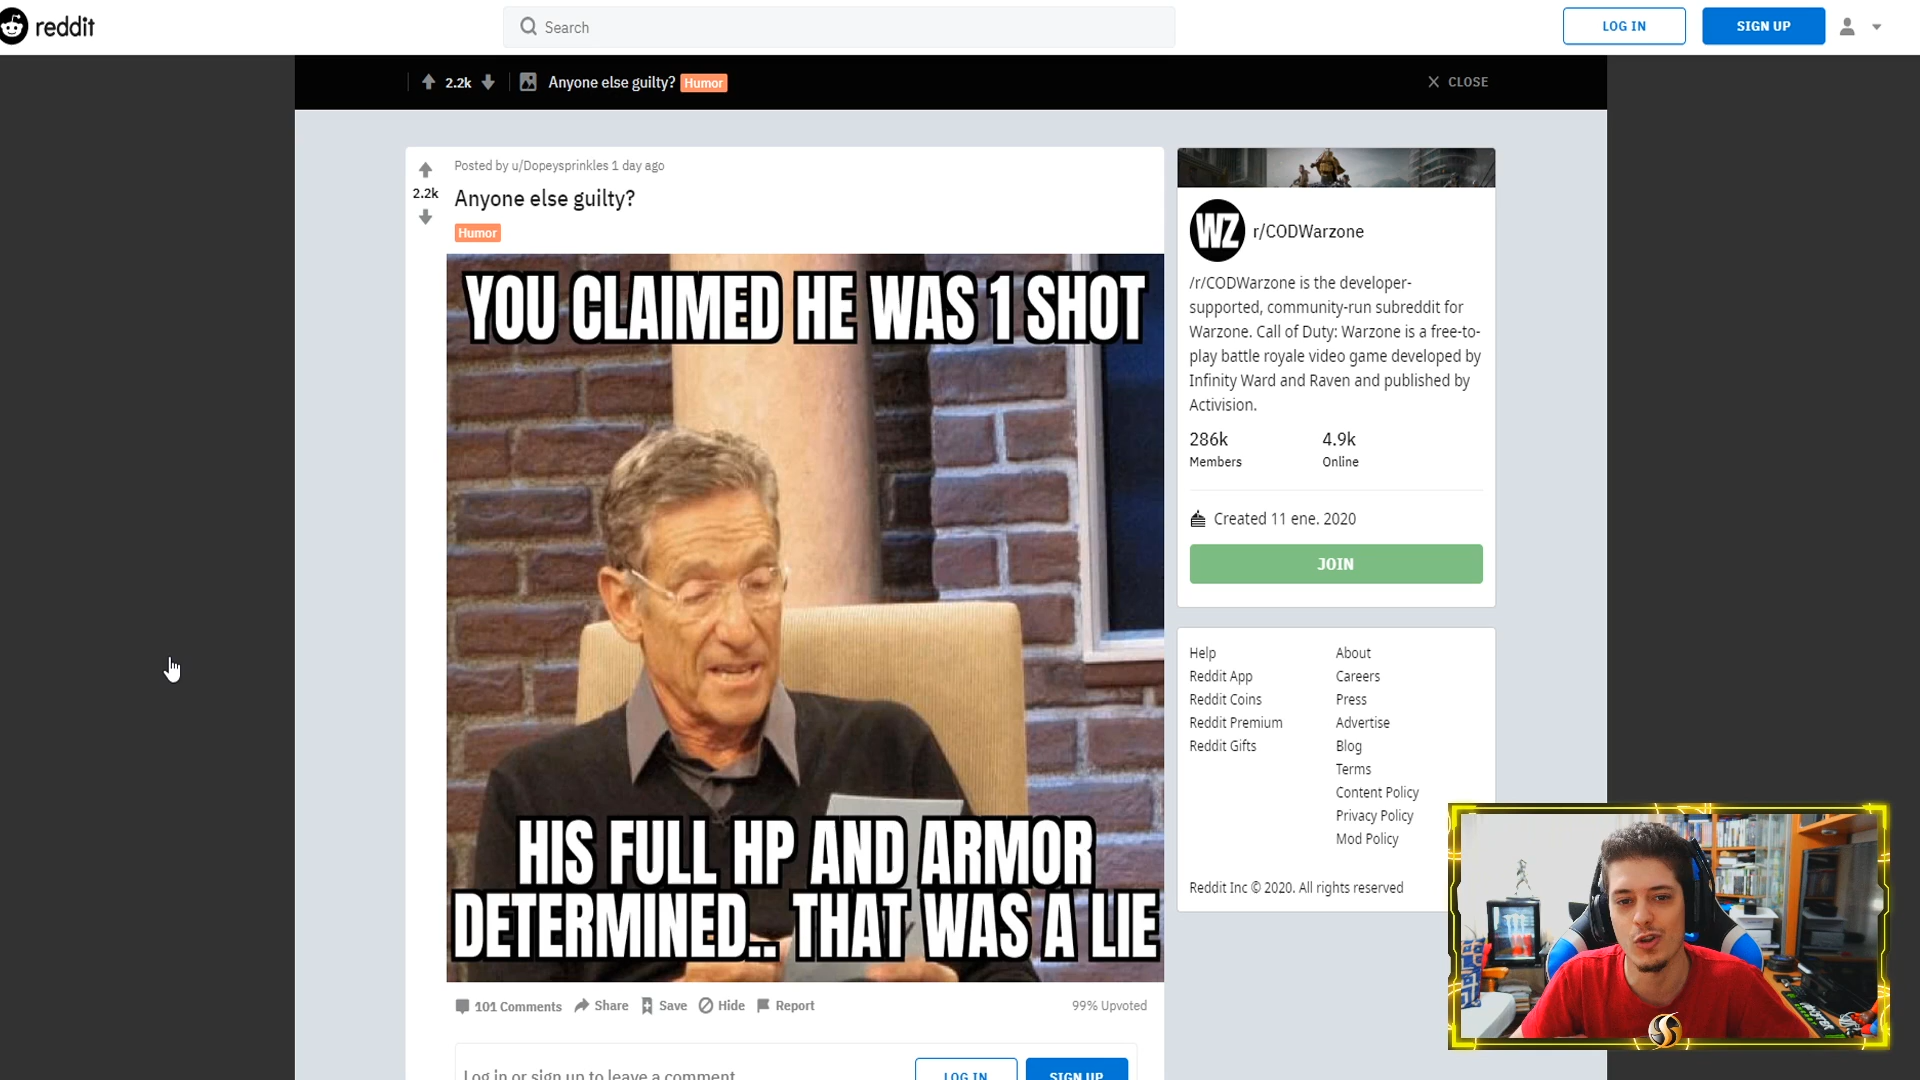 reddit
Search
LOG IN
SIGN UP
2.2k
Anyone else guilty? Humor
CLOSE
Posted by u/Dopeysprinkles 1 day ago
2.2k
Anyone else guilty?
Humor
YOU CLAIMED HE WAS 1 SHOT
HIS FULL HP AND ARMOR
DETERMINED.. THAT WAS A LIE
101 Comments
Share
Save
Hide
Report
99% Upvoted
Log in or sign up to leave a comment
LOG IN
SIGN UP
WZ
r/CODWarzone
/r/CODWarzone is the developer-
supported, community-run subreddit for
Warzone. Call of Duty: Warzone is a free-to-
play battle royale video game developed by
Infinity Ward and Raven and published by
Activision.
286k
Members
4.9k
Online
Created 11 ene. 2020
JOIN
Help
Reddit App
Reddit Coins
Reddit Premium
Reddit Gifts
About
Careers
Press
Advertise
Blog
Terms
Content Policy
Privacy Policy
Mod Policy
Reddit Inc © 2020. All rights reserved